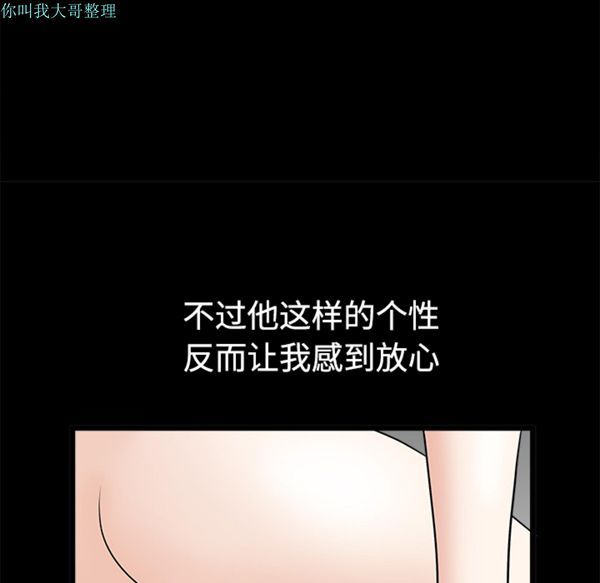 你叫我大哥整理
不过他这样的个性
反而让我感到放心